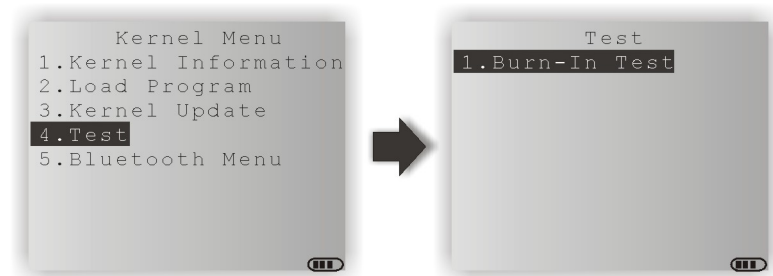 Kernel Menu
1.Kernel Information
2.Load Program
3.Kernel Update
4.Test
5.Bluetooth Menu
Test
1.Burn-In Test